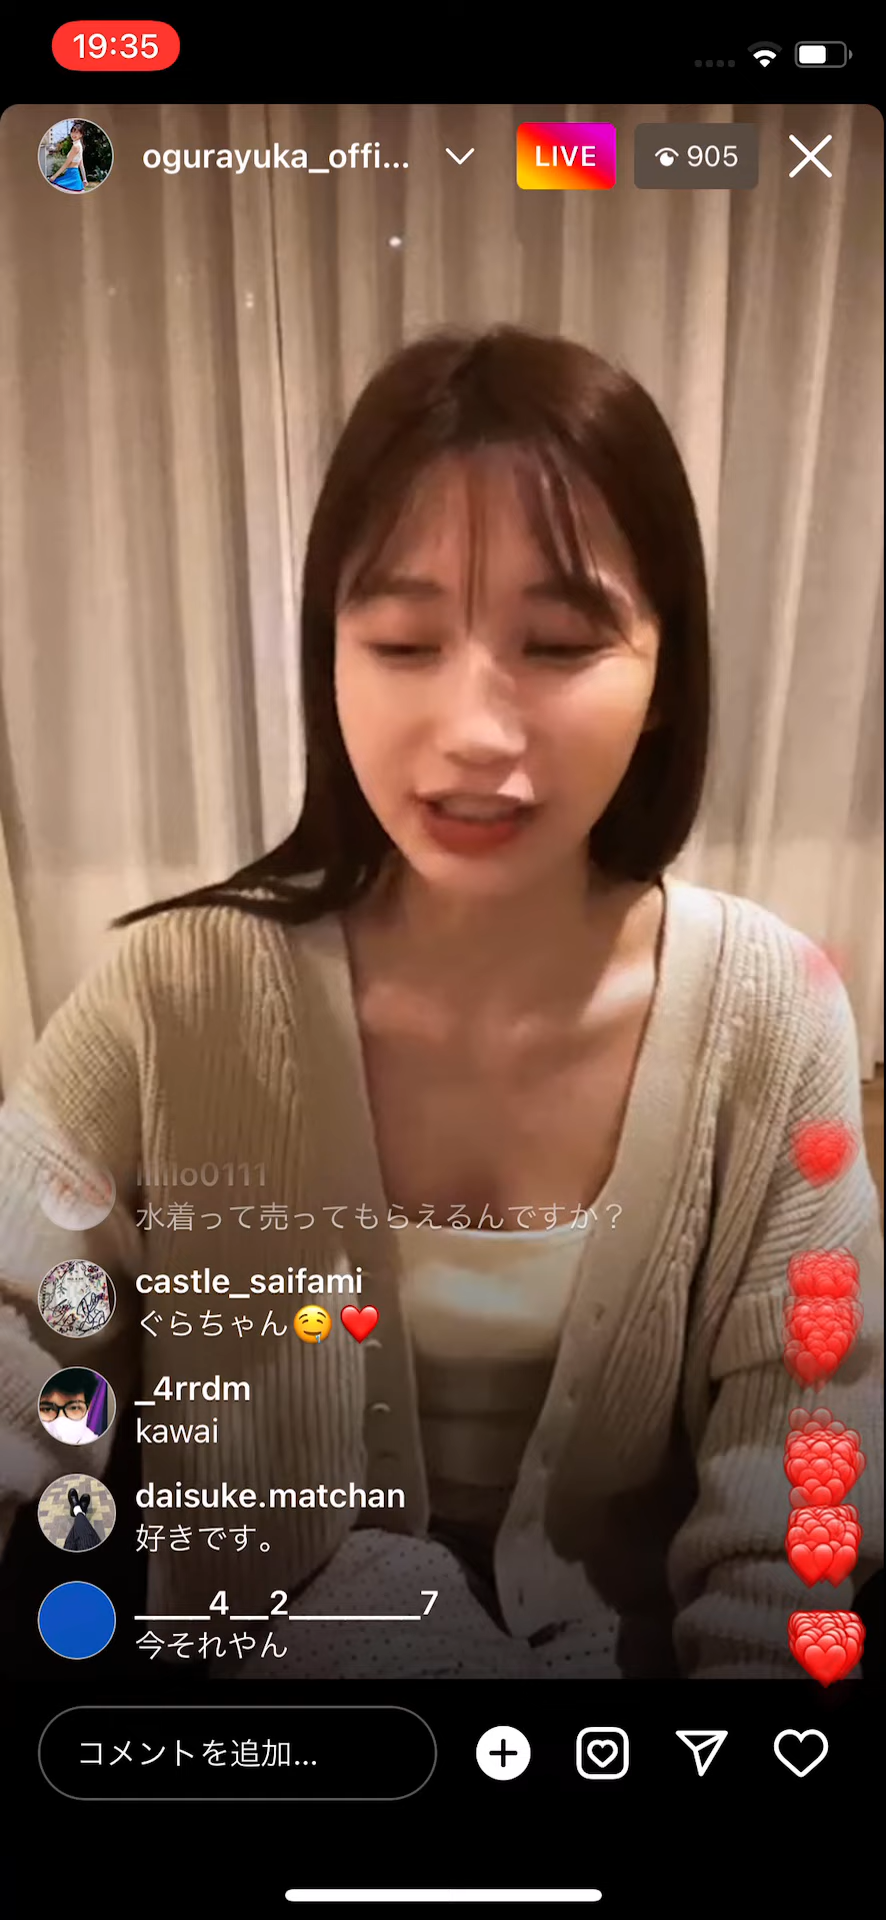 19:35
ogurayuka_offi... LIVE 905
水着って売ってもらえるんですか？
castle_saifami
ぐらちゃん🤤❤️
_4rrdm
kawai
daisuke.matchan
好きです。
____4__2_______7
今それやん
コメントを追加...